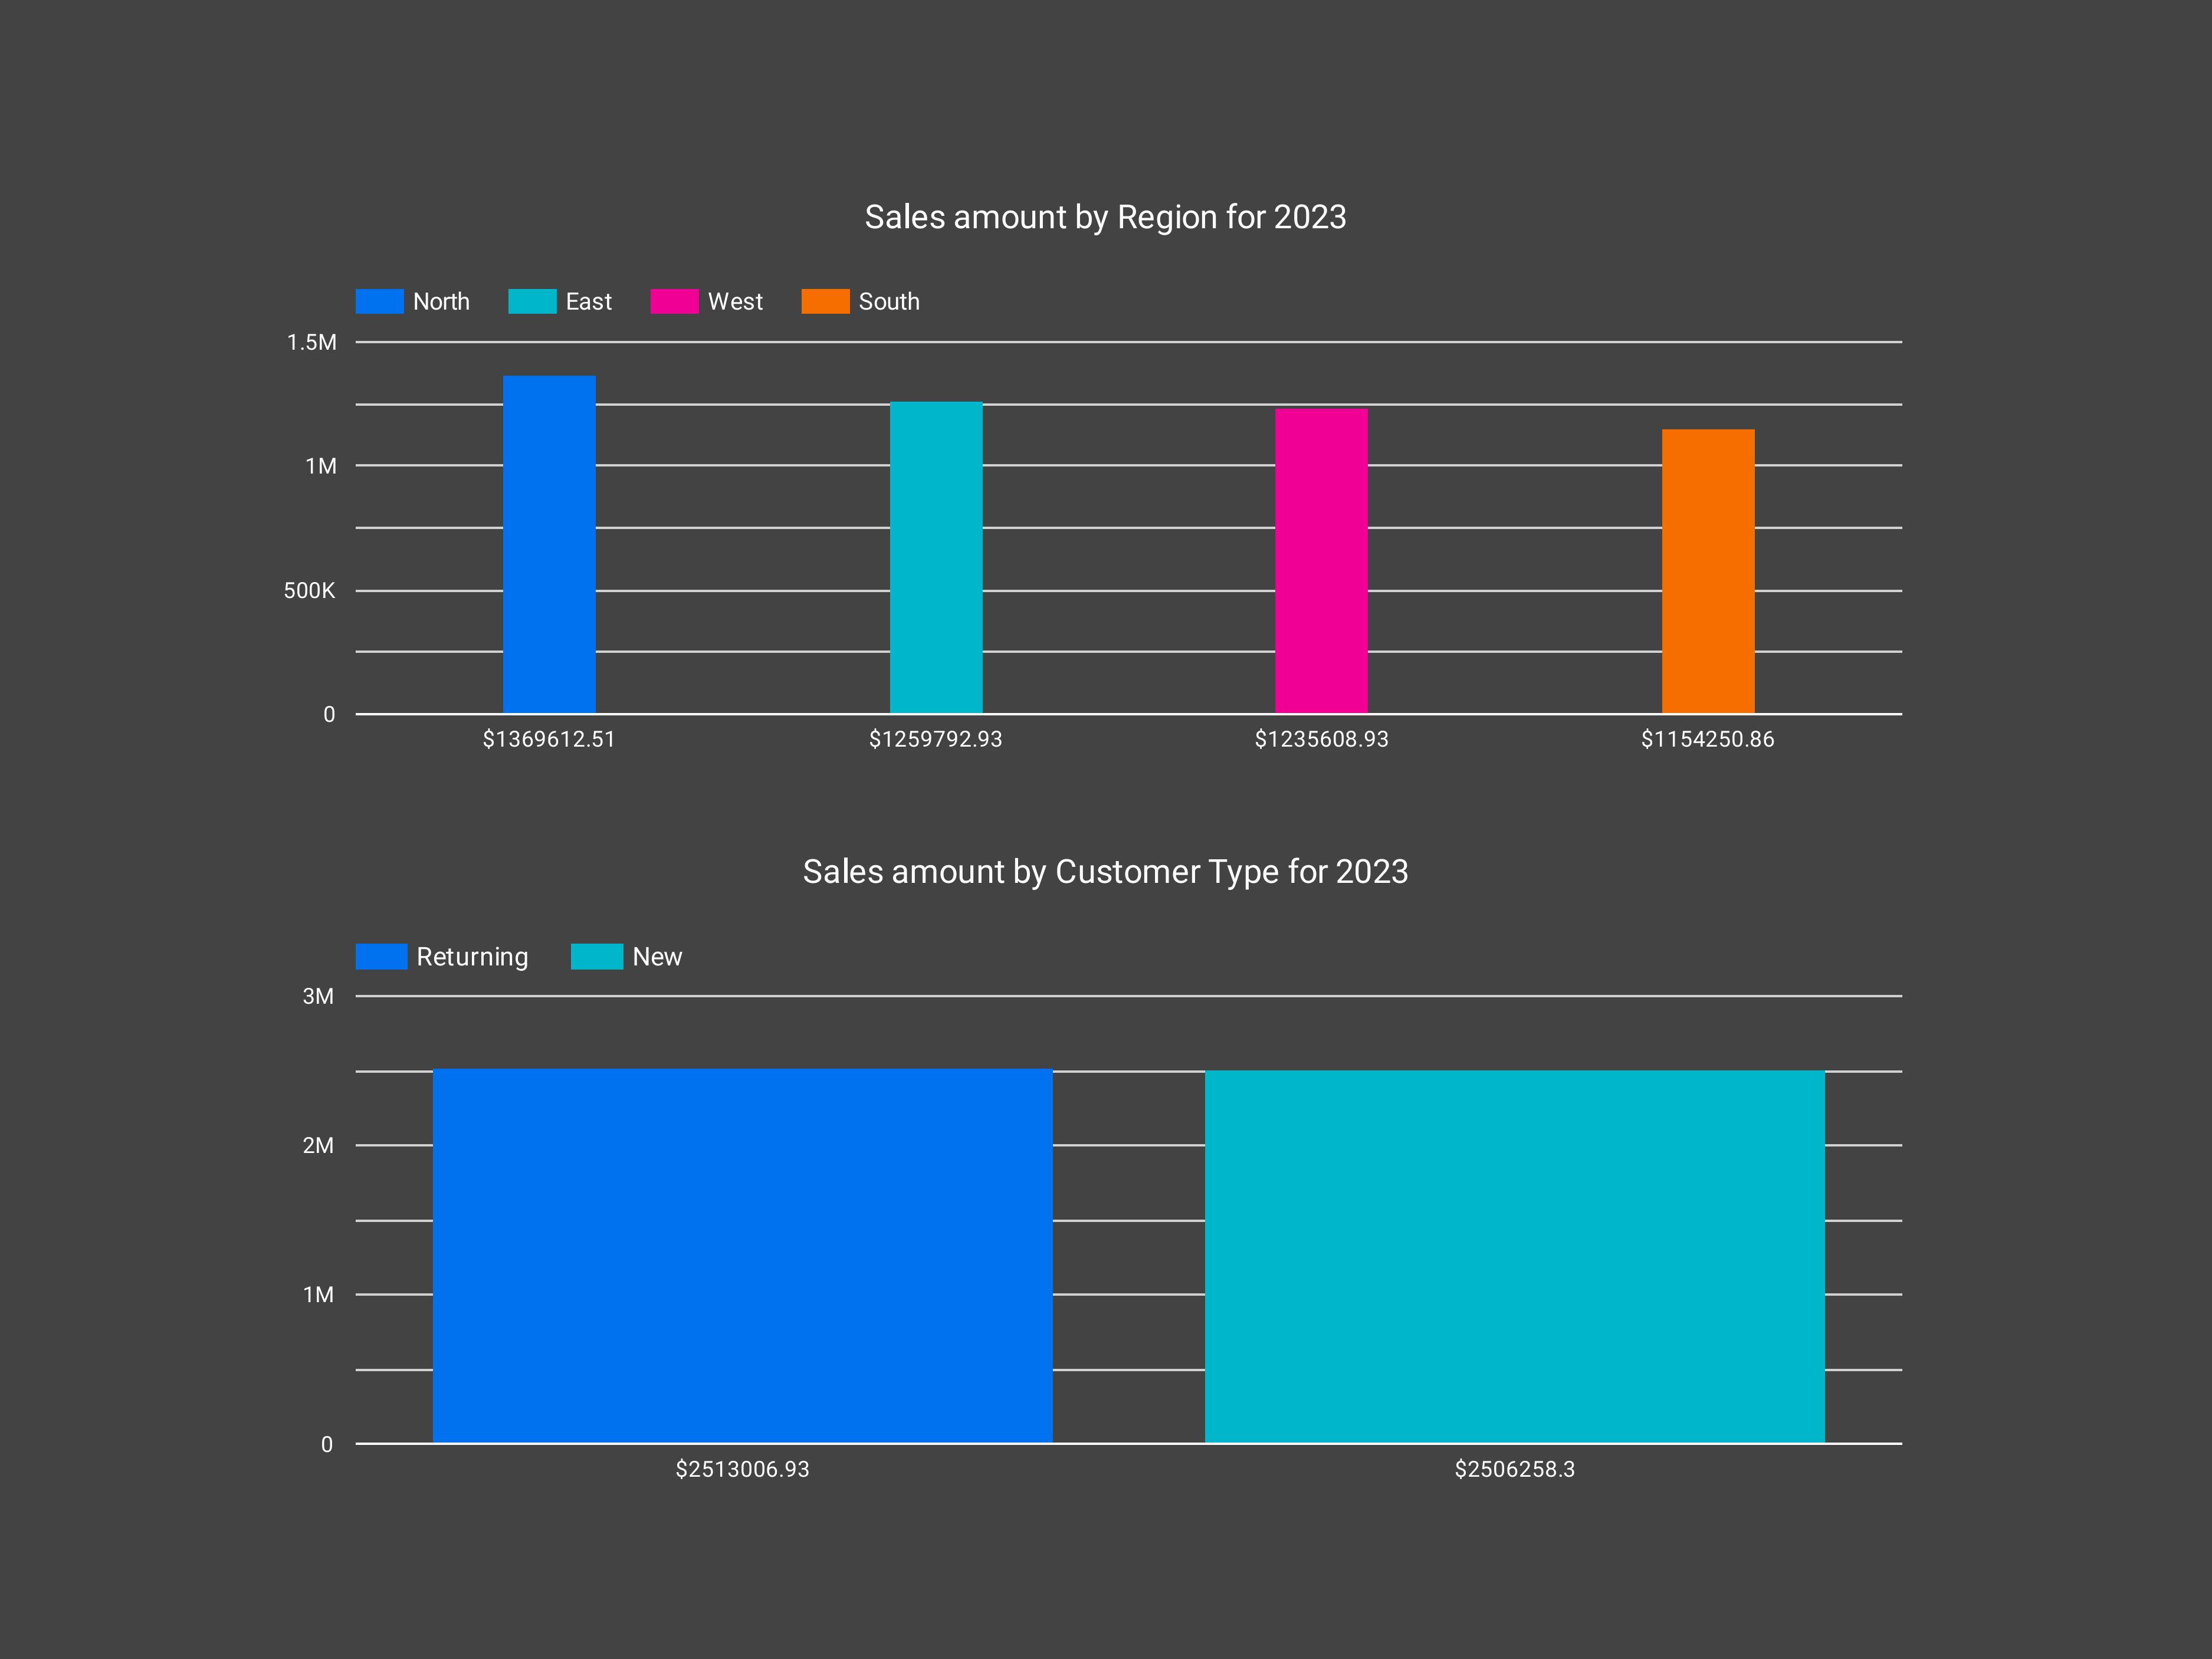 Sales amount by Region for 2023
North East West South
1.5M
1M
500K
0
$1369612.51 $1259792.93 $1235608.93 $1154250.86
Sales amount by Customer Type for 2023
Returning New
3M
2M
1M
0
$2513006.93 $2506258.3